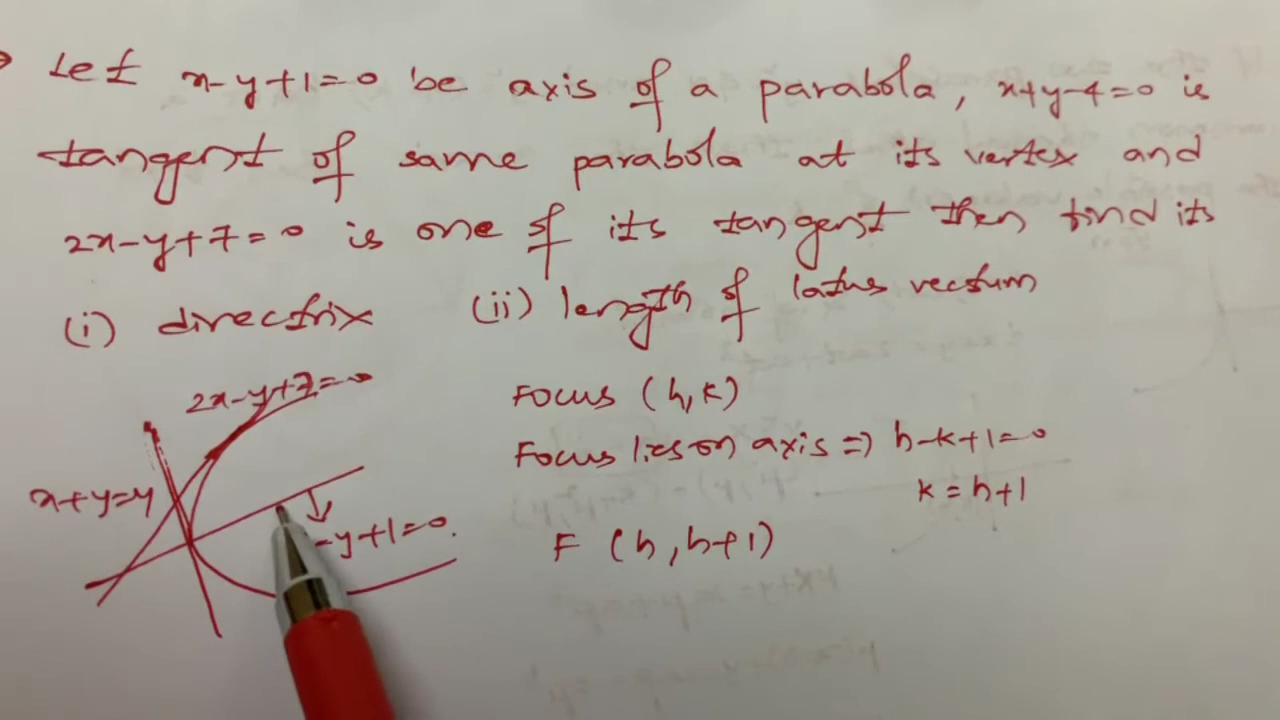 Let x-y+1=0 be axis of a parabola, x+y-4=0 is
tangent of same parabola at its vertex and
2x-y+7=0 is one of its tangent then find its
(i) directrix (ii) length of latus rectum
2x-y+7=0
x+y=4
-y+1=0.
Focus (h,k)
Focus lies on axis => h-k+1=0
k=h+1
F (h, h+1)